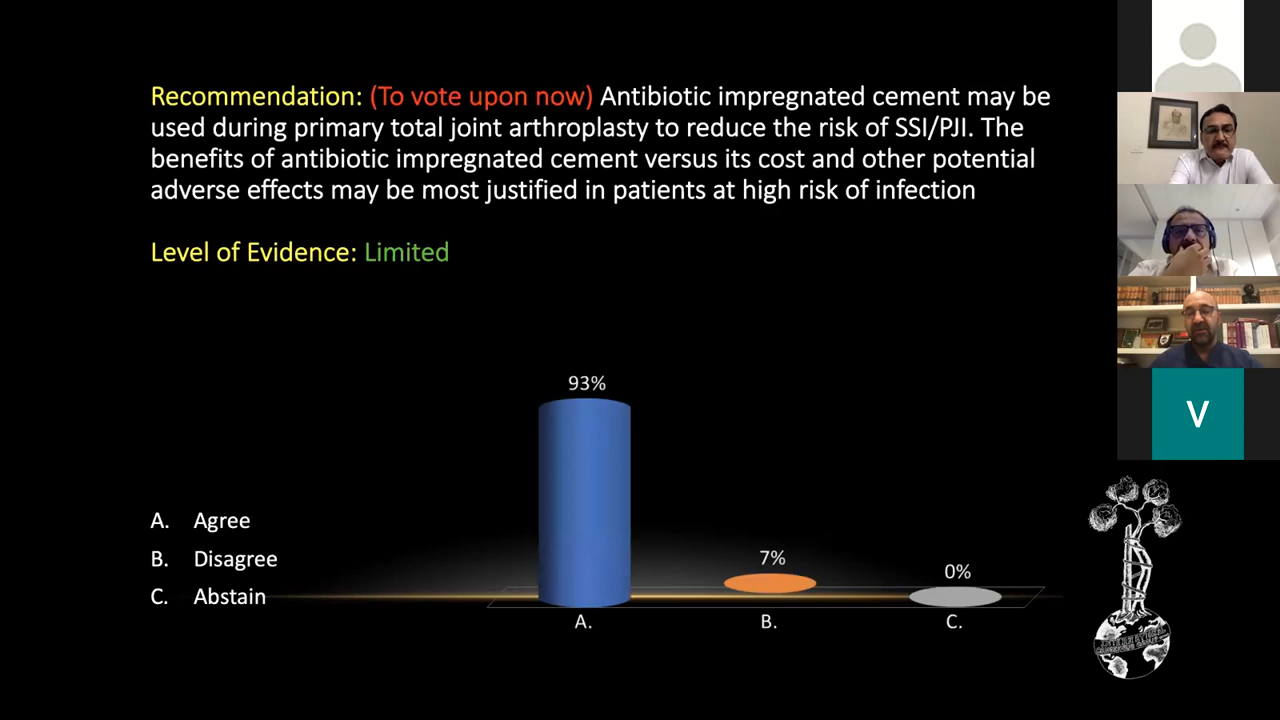 Recommendation: (To vote upon now) Antibiotic impregnated cement may be
used during primary total joint arthroplasty to reduce the risk of SSI/PJI. The
benefits of antibiotic impregnated cement versus its cost and other potential
adverse effects may be most justified in patients at high risk of infection
Level of Evidence: Limited
93%
7%
0%
A. Agree
B. Disagree
C. Abstain
A.
B.
C.
V